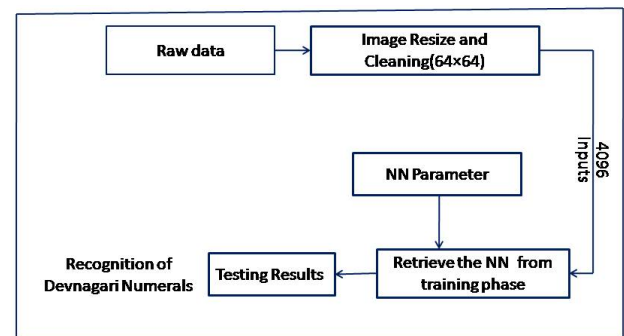 Raw data
Image Resize and
Cleaning(64×64)
4096
Inputs
NN Parameter
Retrieve the NN from
training phase
Testing Results
Recognition of
Devnagari Numerals